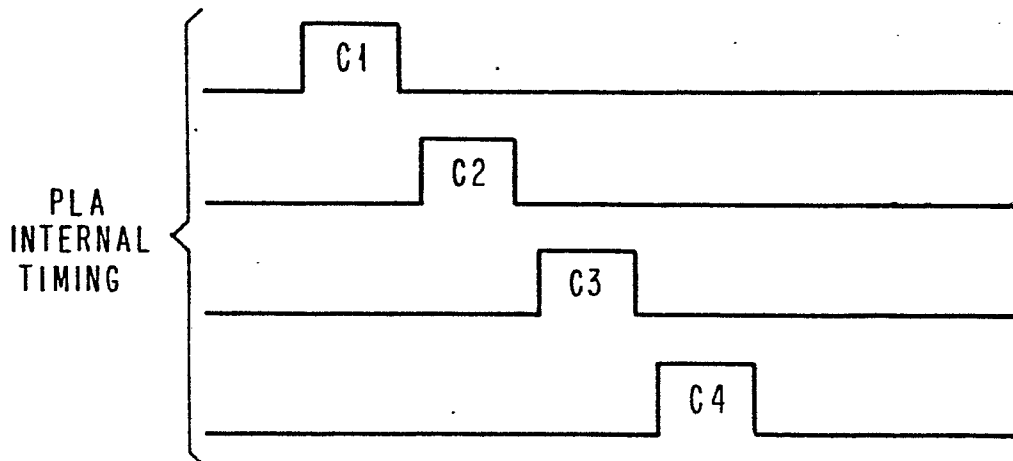 C1
C2
PLA
INTERNAL
TIMING
C3
C4